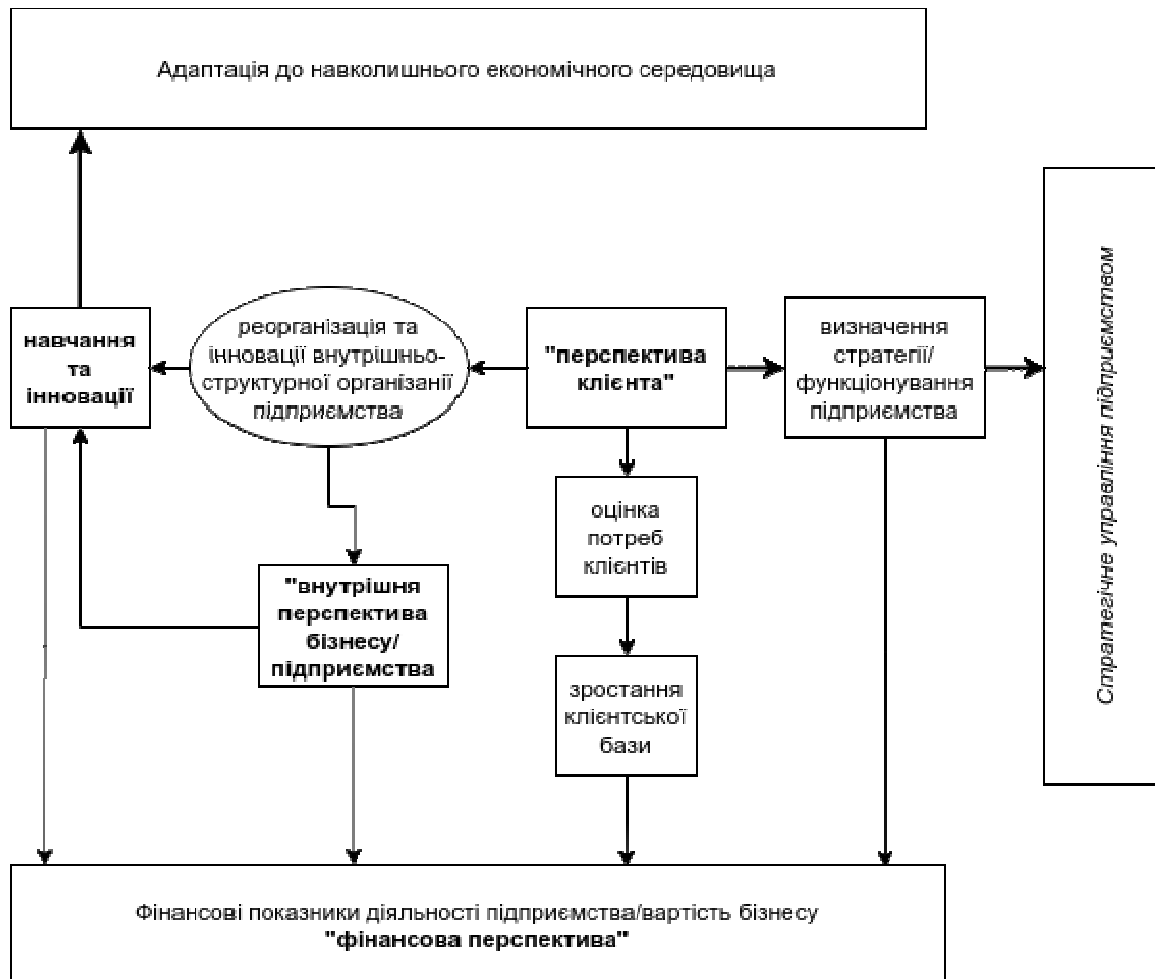 Адаптація до навколишнього економічного середовища
навчання
та
інновації
реорганізація та
інновації внутрішньо-
структурної організанії
підприємства
"перспектива
клієнта"
визначення
стратегії/
функціонування
підприємства
Стратегічне управління підприємством
оцінка
потреб
клієнтів
"внутрішня
перспектива
бізнесу/
підприємства
зростання
клієнтської
бази
Фінансові показники діяльності підприємства/вартість бізнесу
"фінансова перспектива"